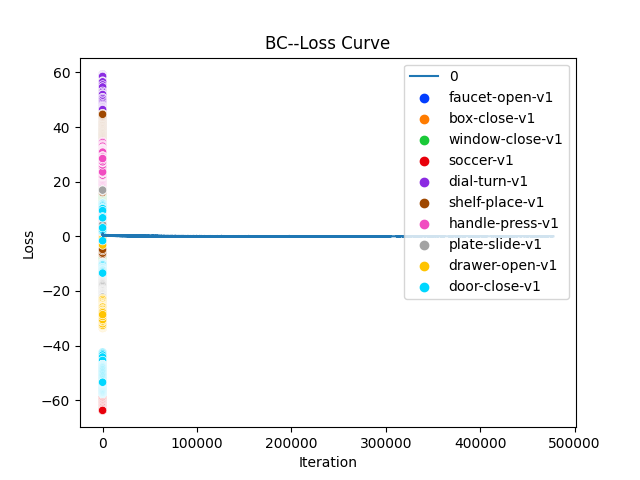 BC--Loss Curve
Loss
60
40
20
0
−20
−40
−60
0
faucet-open-v1
box-close-v1
window-close-v1
soccer-v1
dial-turn-v1
shelf-place-v1
handle-press-v1
plate-slide-v1
drawer-open-v1
door-close-v1
0
100000
200000
300000
400000
500000
Iteration